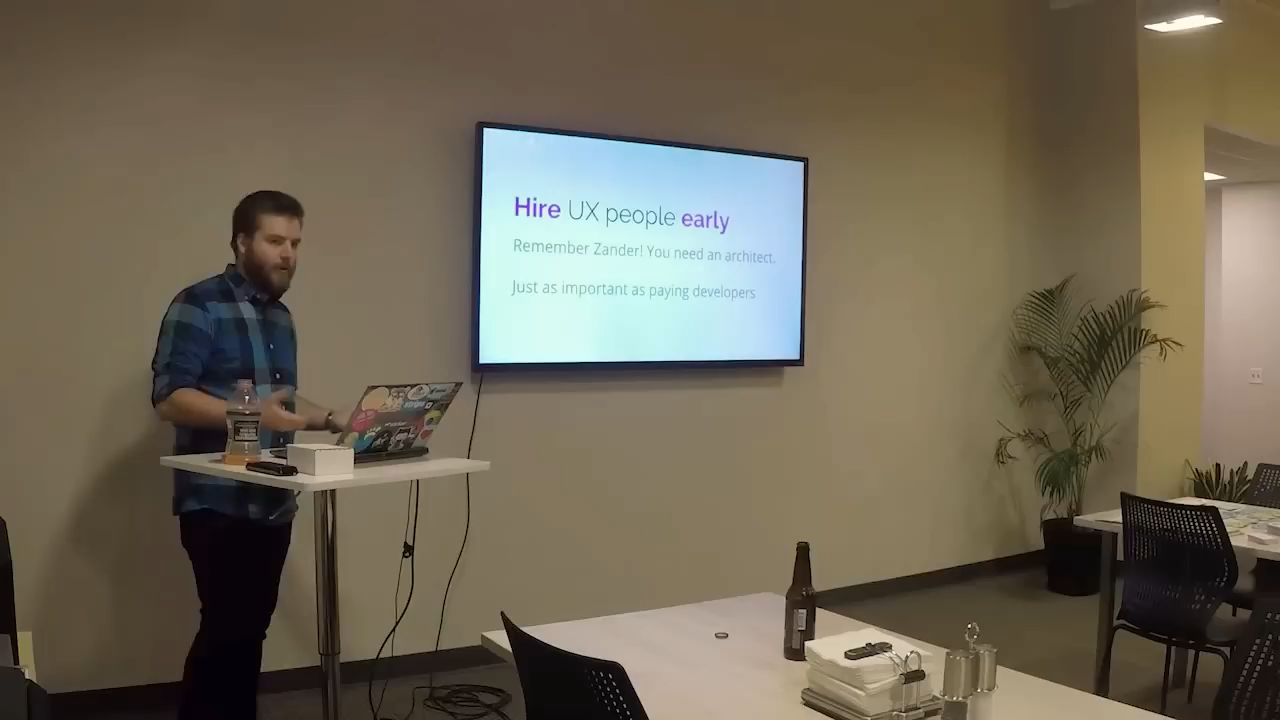 Hire UX people early
Remember Zander! You need an architect.
Just as important as paying developers